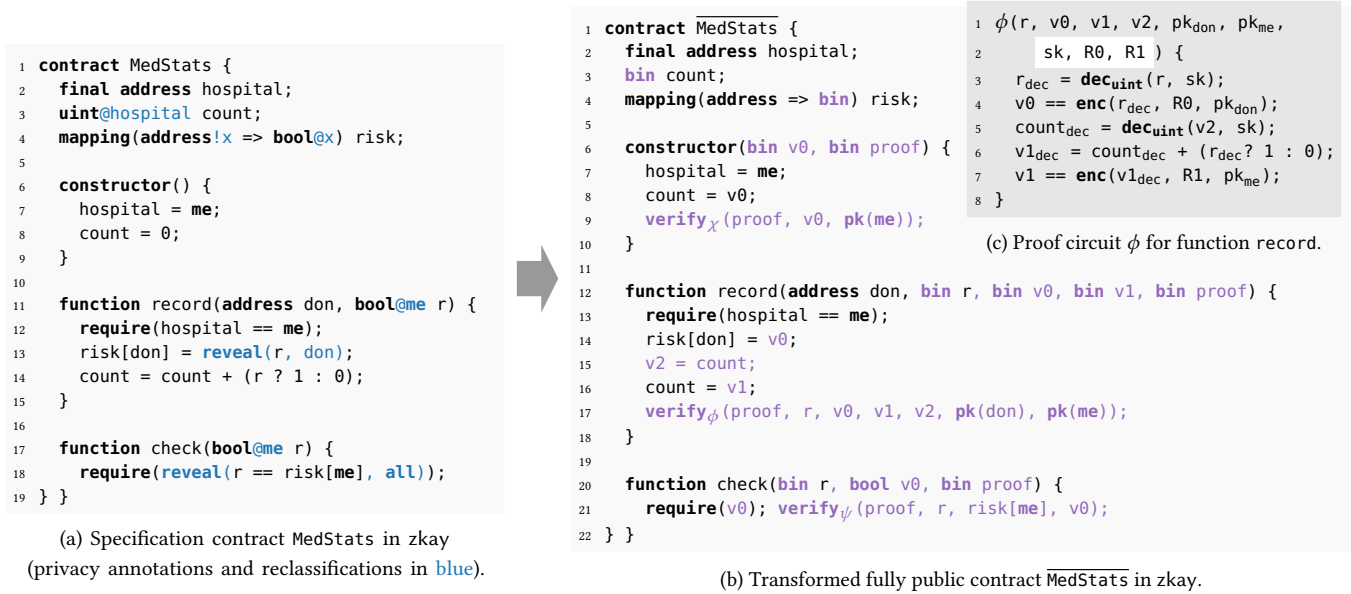 1 contract MedStats {
2 final address hospital;
3 uint@hospital count;
4 mapping(address!x => bool@x) risk;
5
6 constructor() {
7 hospital = me;
8 count = 0;
9 }
10
11 function record(address don, bool@me r) {
12 require(hospital == me);
13 risk[don] = reveal(r, don);
14 count = count + (r ? 1 : 0);
15 }
16
17 function check(bool@me r) {
18 require(reveal(r == risk[me], all));
19 } }
(a) Specification contract MedStats in zkay
(privacy annotations and reclassifications in blue).
1 contract M̅e̅d̅S̅t̅a̅t̅s̅ {
2 final address hospital;
3 bin count;
4 mapping(address => bin) risk;
5
6 constructor(bin v0, bin proof) {
7 hospital = me;
8 count = v0;
9 verifyχ(proof, v0, pk(me));
10 }
11
12 function record(address don, bin r, bin v0, bin v1, bin proof) {
13 require(hospital == me);
14 risk[don] = v0;
15 v2 = count;
16 count = v1;
17 verifyϕ(proof, r, v0, v1, v2, pk(don), pk(me));
18 }
19
20 function check(bin r, bool v0, bin proof) {
21 require(v0); verifyψ(proof, r, risk[me], v0);
22 } }
(b) Transformed fully public contract M̅e̅d̅S̅t̅a̅t̅s̅ in zkay.
1 ϕ(r, v0, v1, v2, pkdon, pkme,
2 sk, R0, R1 ) {
3 rdec = decuint(r, sk);
4 v0 == enc(rdec, R0, pkdon);
5 countdec = decuint(v2, sk);
6 v1dec = countdec + (rdec? 1 : 0);
7 v1 == enc(v1dec, R1, pkme);
8 }
(c) Proof circuit ϕ for function record.